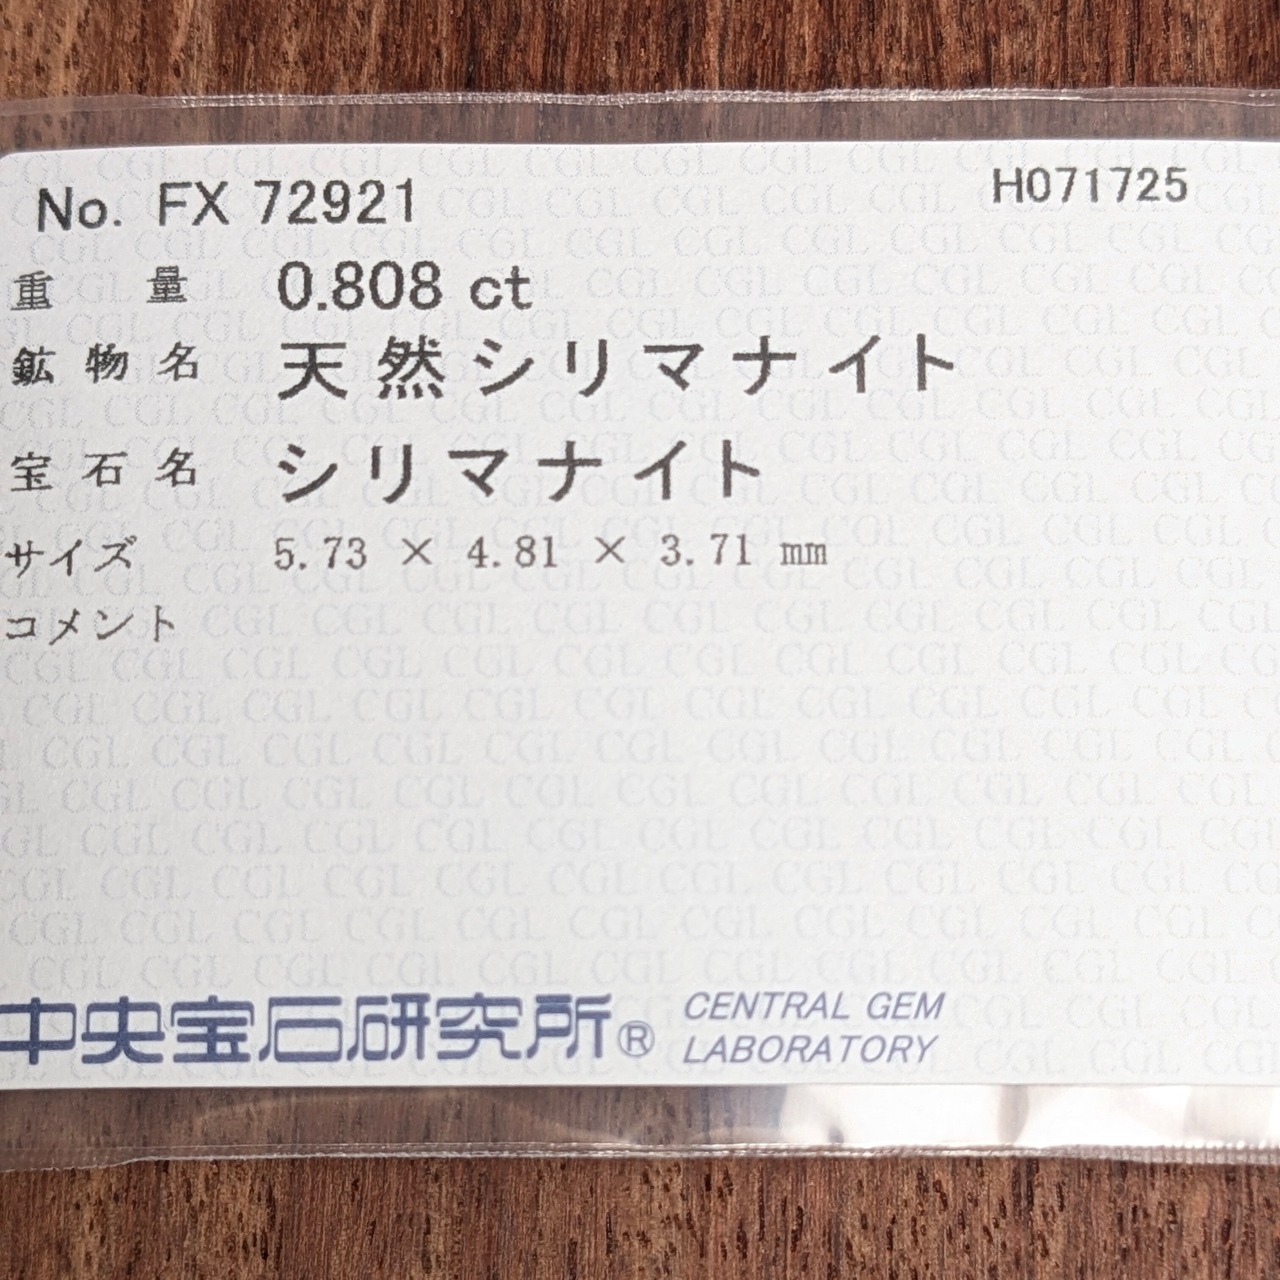 No. FX 72921 H071725
重量 0.808 ct
鉱物名 天然シリマナイト
宝石名 シリマナイト
サイズ 5.73 × 4.81 × 3.71 mm
コメント
中央宝石研究所® CENTRAL GEM LABORATORY